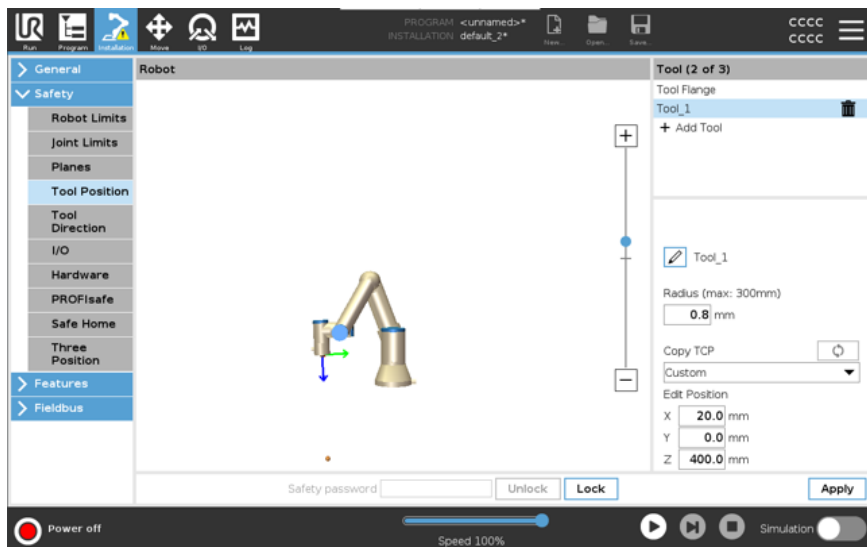 PROGRAM <unnamed>*
INSTALLATION default_2*
UR
Run
Program
Installation
Move
I/O
Log
New...
Open...
Save...
CCCC
CCCC
General
Safety
Robot Limits
Joint Limits
Planes
Tool Position
Tool
Direction
I/O
Hardware
PROFIsafe
Safe Home
Three
Position
Features
Fieldbus
Robot
Safety password
Unlock
Lock
Tool (2 of 3)
Tool Flange
Tool_1
+ Add Tool
Tool_1
Radius (max: 300mm)
0.8 mm
Copy TCP
Custom
Edit Position
X 20.0 mm
Y 0.0 mm
Z 400.0 mm
Apply
Power off
Speed 100%
Simulation